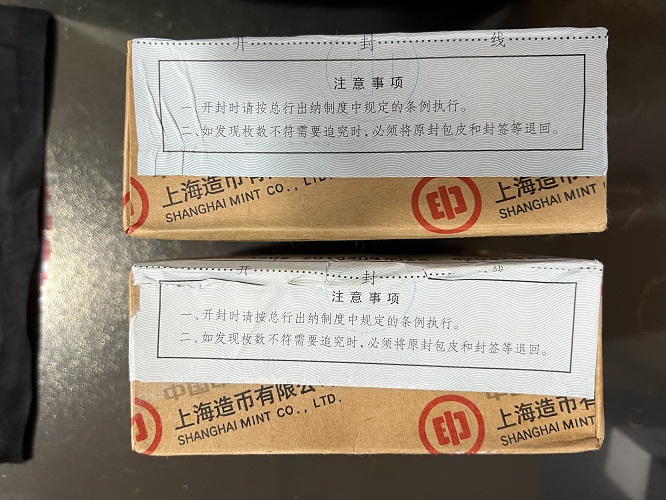 开 封 线
注意事项
一、开封时请按总行出纳制度中规定的条例执行。
二、如发现枚数不符需要追究时,必须将原封包皮和封签等退回。
上海造币有
SHANGHAI MINT CO., LTD.
上海造币
SHANGHAI MINT
开 封 线
注意事项
一、开封时请按总行出纳制度中规定的条例执行。
二、如发现枚数不符需要追究时,必须将原封包皮和封签等退回。
中国
上海造币有限公
SHANGHAI MINT CO., LTD.
上海造币有
SHANGHAI MINT